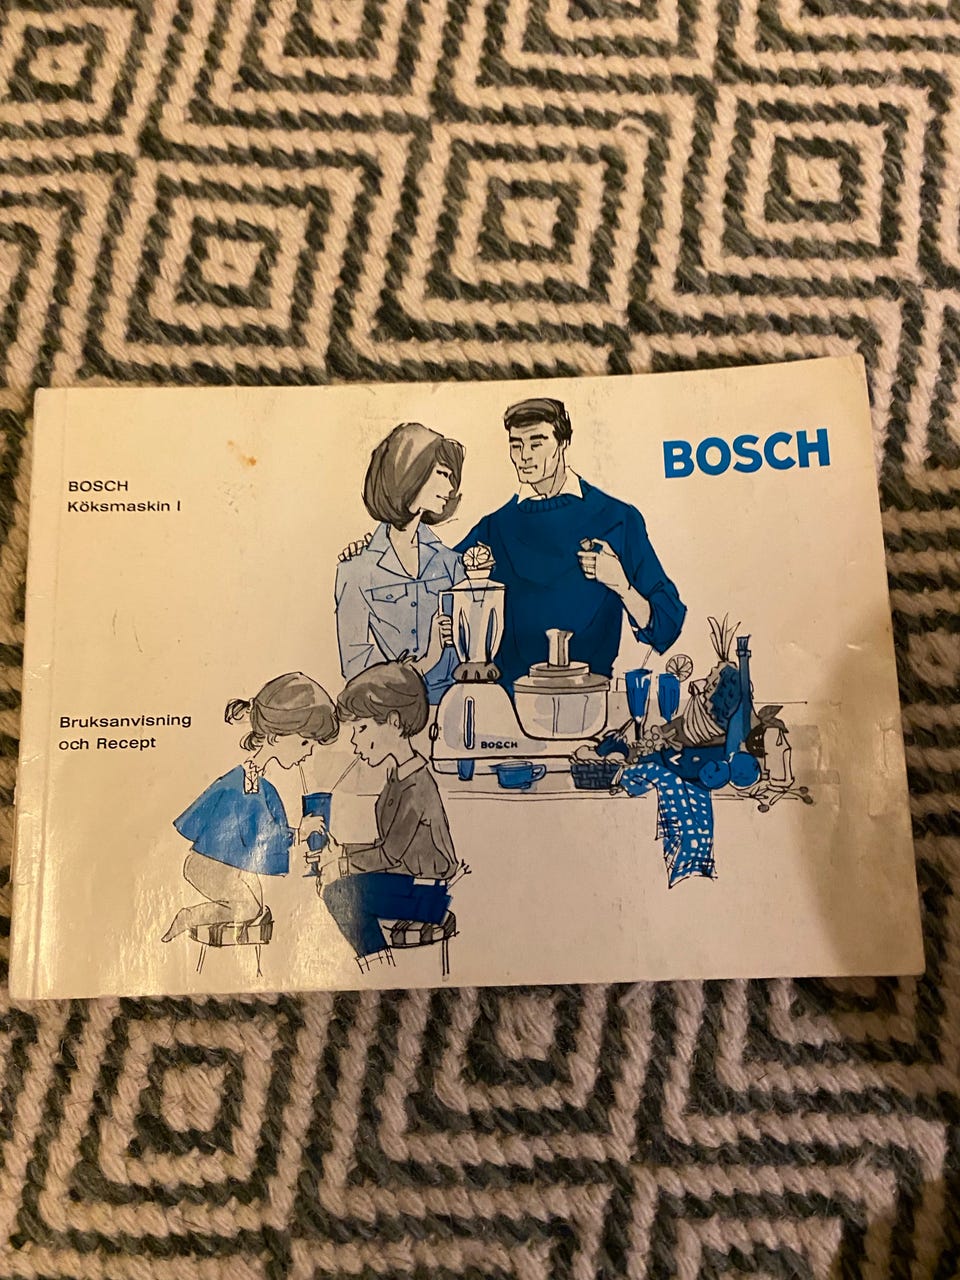 BOSCH
BOSCH
Köksmaskin I
BOSCH
Bruksanvisning
och Recept